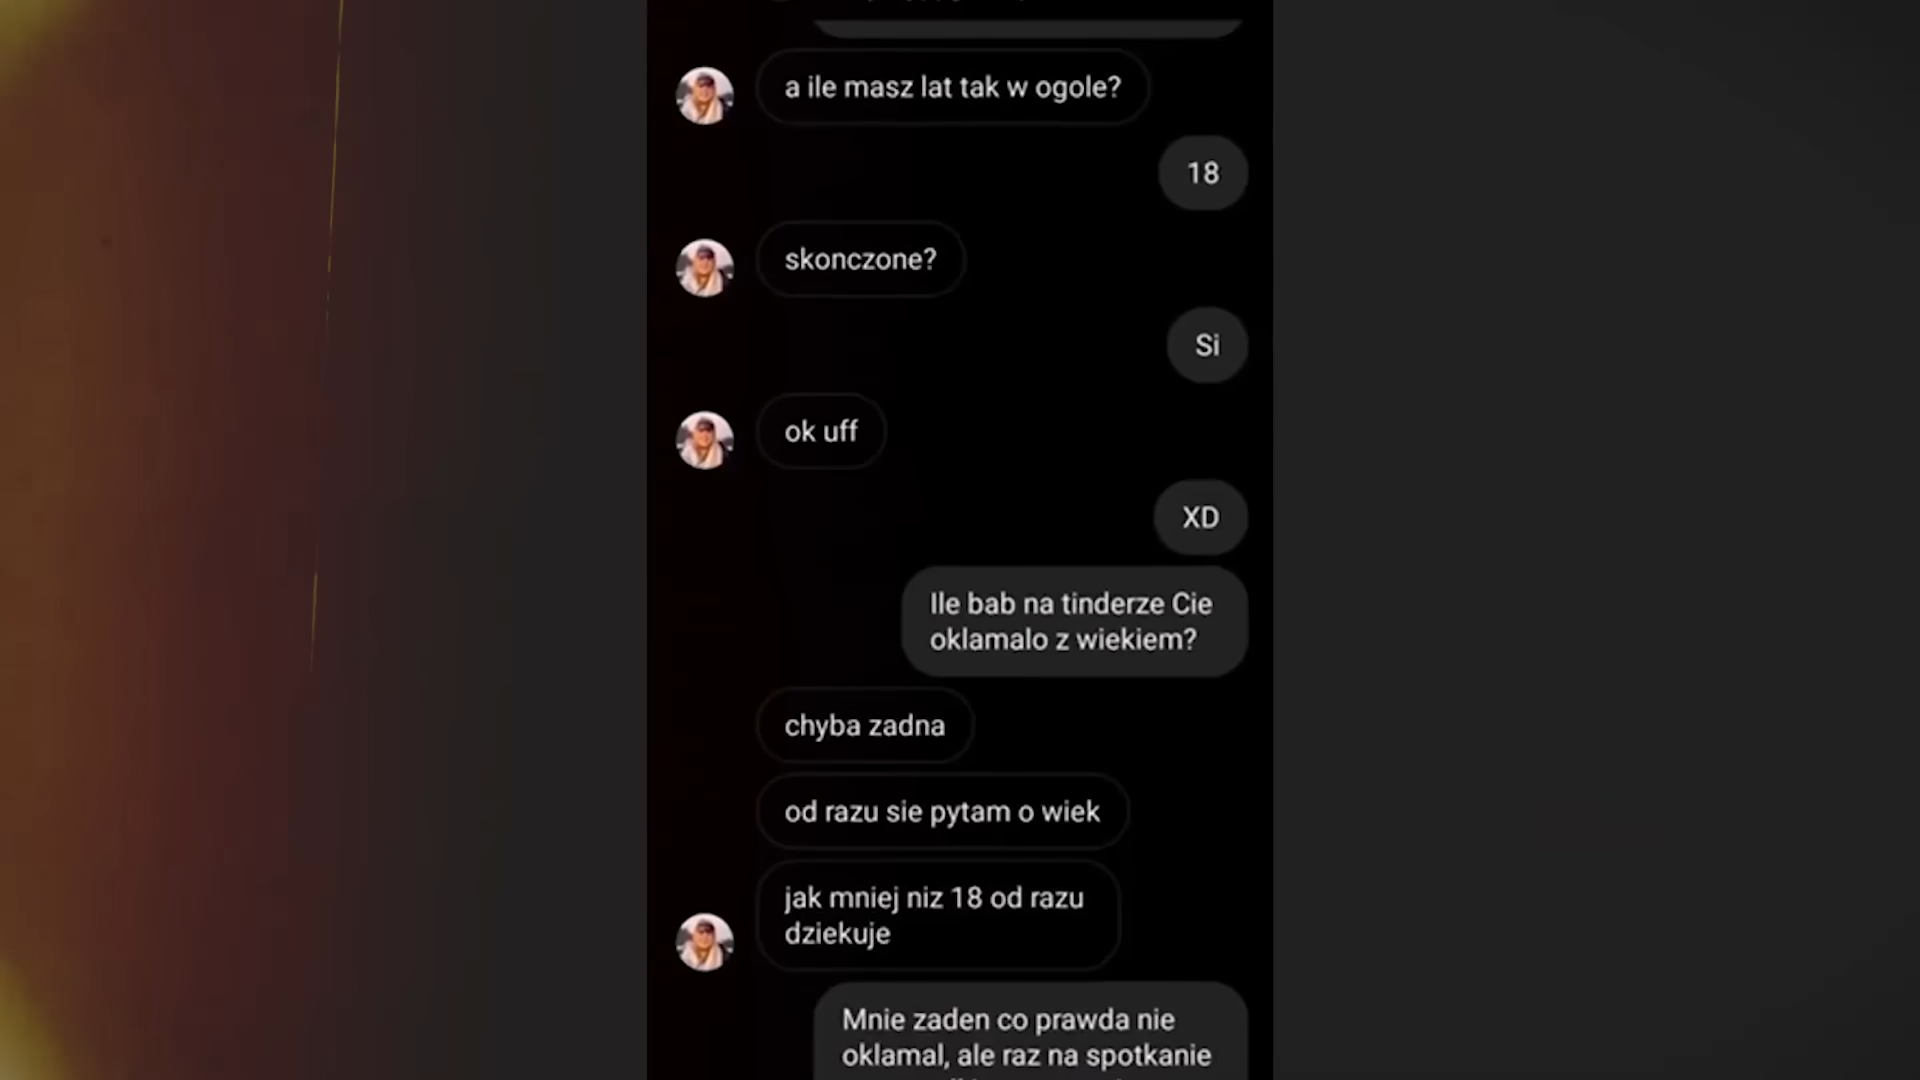 a ile masz lat tak w ogole?
18
skonczone?
Si
ok uff
XD
Ile bab na tinderze Cie
oklamalo z wiekiem?
chyba zadna
od razu sie pytam o wiek
jak mniej niz 18 od razu
dziekuje
Mnie zaden co prawda nie
oklamal, ale raz na spotkanie